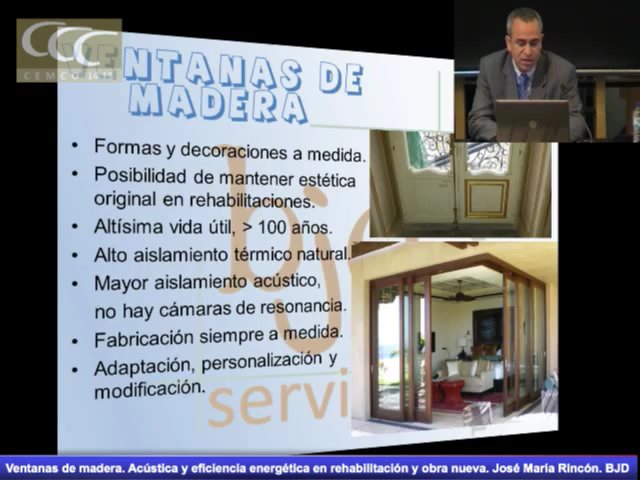 CCC
CEMCO 14
VENTANAS DE
MADERA
• Formas y decoraciones a medida.
• Posibilidad de mantener estética
original en rehabilitaciones.
• Altísima vida útil, > 100 años.
• Alto aislamiento térmico natural.
• Mayor aislamiento acústico,
no hay cámaras de resonancia.
• Fabricación siempre a medida.
• Adaptación, personalización y
modificación.
bjd
servi
Ventanas de madera. Acústica y eficiencia energética en rehabilitación y obra nueva. José María Rincón. BJD